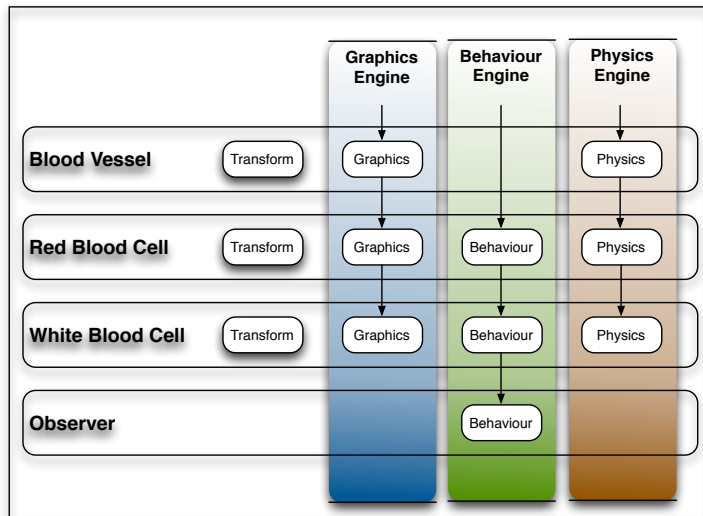 Graphics Engine
Behaviour Engine
Physics Engine
Blood Vessel
Transform
Graphics
Physics
Red Blood Cell
Transform
Graphics
Behaviour
Physics
White Blood Cell
Transform
Graphics
Behaviour
Physics
Observer
Behaviour